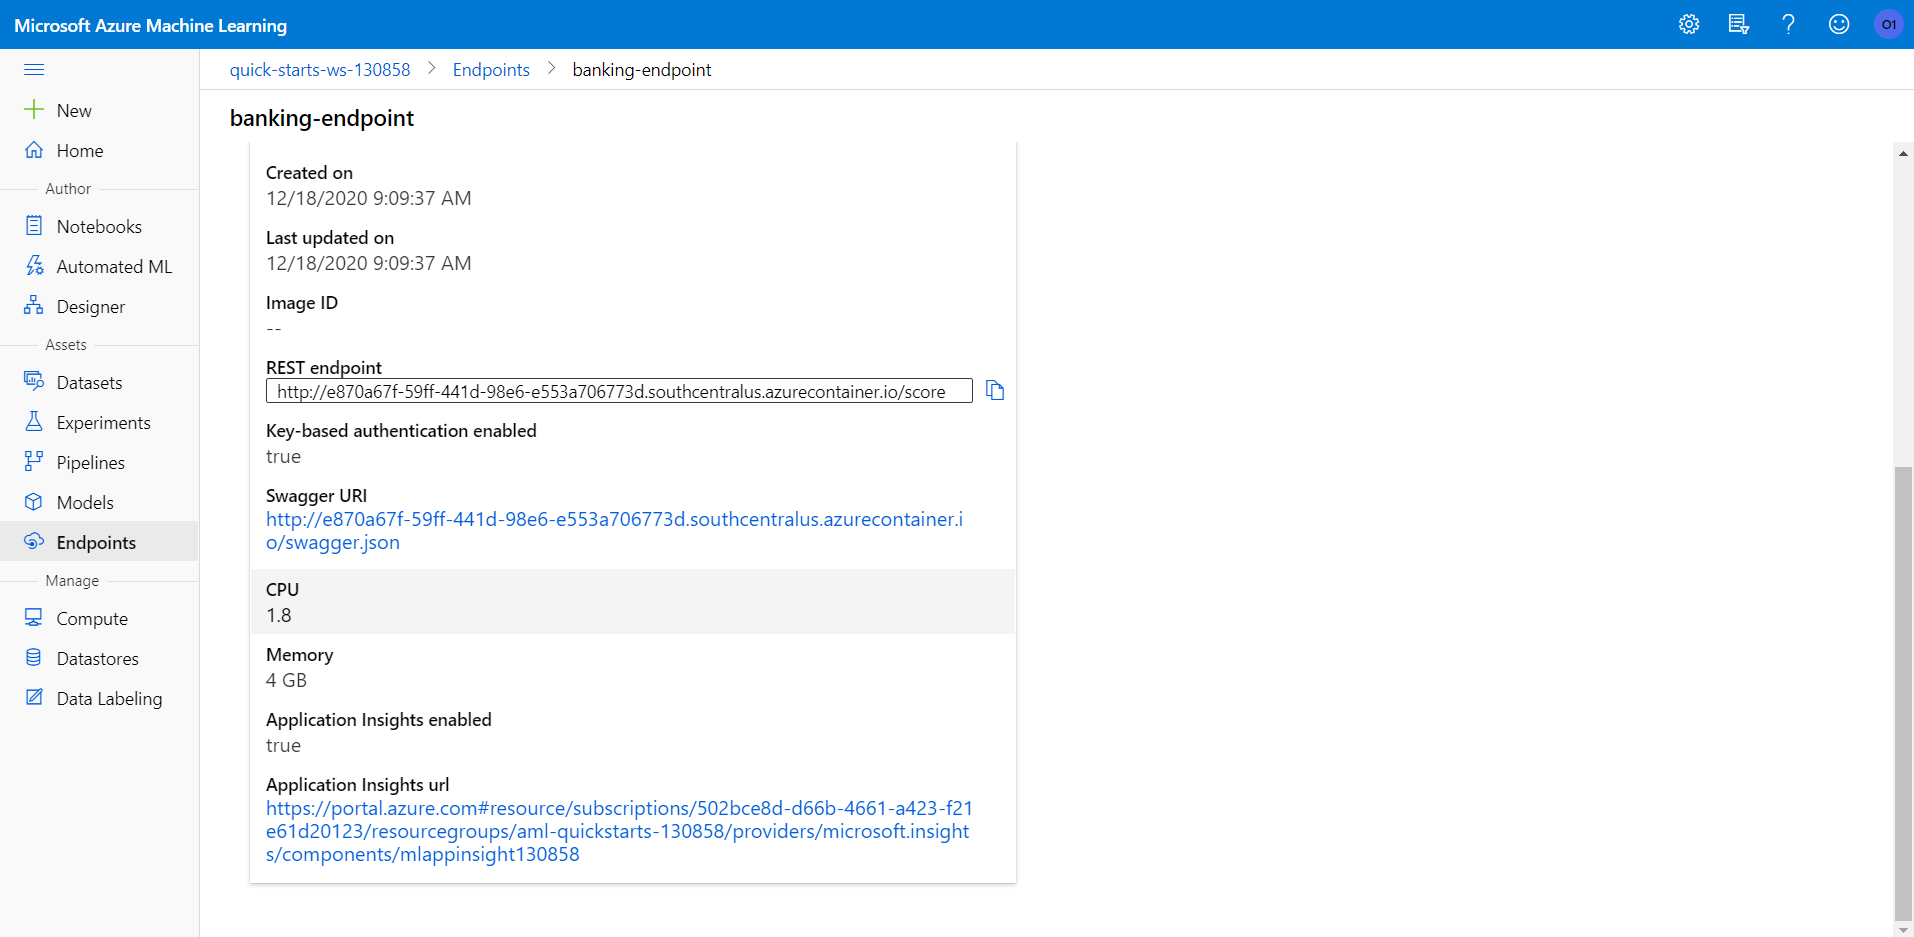 Microsoft Azure Machine Learning
O1
quick-starts-ws-130858 > Endpoints > banking-endpoint
New
Home
Author
Notebooks
Automated ML
Designer
Assets
Datasets
Experiments
Pipelines
Models
Endpoints
Manage
Compute
Datastores
Data Labeling
banking-endpoint
Created on
12/18/2020 9:09:37 AM
Last updated on
12/18/2020 9:09:37 AM
Image ID
--
REST endpoint
http://e870a67f-59ff-441d-98e6-e553a706773d.southcentralus.azurecontainer.io/score
Key-based authentication enabled
true
Swagger URI
http://e870a67f-59ff-441d-98e6-e553a706773d.southcentralus.azurecontainer.i
o/swagger.json
CPU
1.8
Memory
4 GB
Application Insights enabled
true
Application Insights url
https://portal.azure.com#resource/subscriptions/502bce8d-d66b-4661-a423-f21
e61d20123/resourcegroups/aml-quickstarts-130858/providers/microsoft.insight
s/components/mlappinsight130858